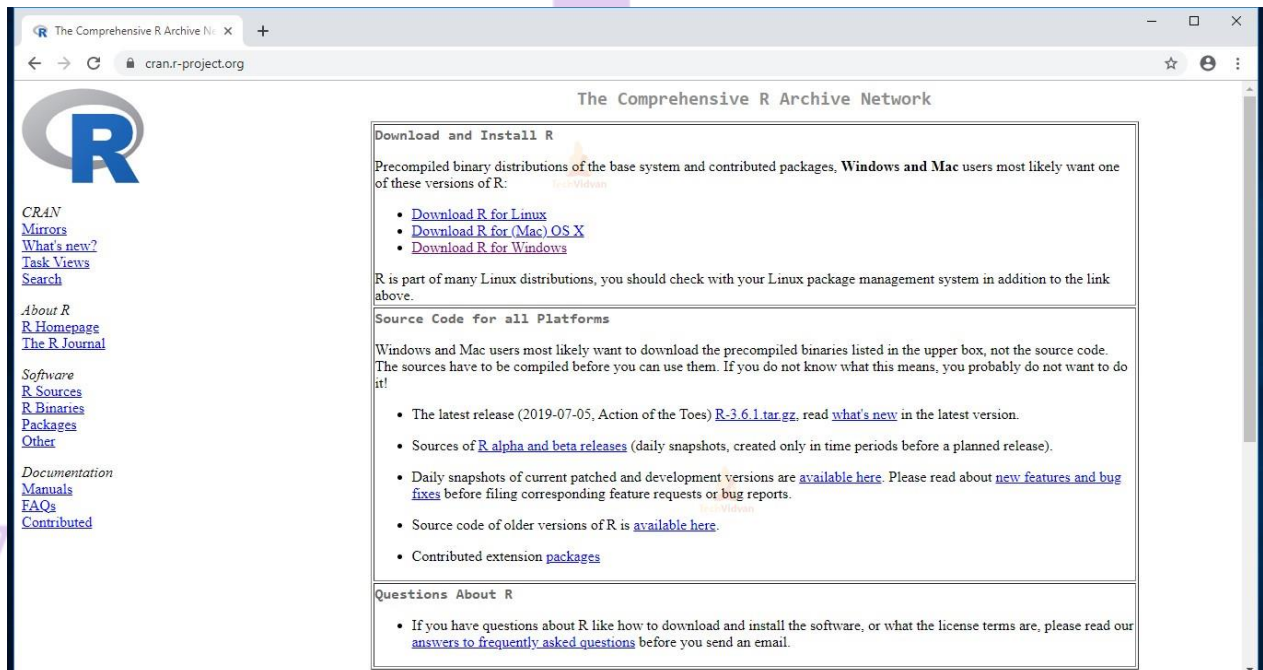 The Comprehensive R Archive Ne
cran.r-project.org
R
CRAN
Mirrors
What's new?
Task Views
Search
About R
R Homepage
The R Journal
Software
R Sources
R Binaries
Packages
Other
Documentation
Manuals
FAQs
Contributed
The Comprehensive R Archive Network
Download and Install R
Precompiled binary distributions of the base system and contributed packages, Windows and Mac users most likely want one
of these versions of R:
• Download R for Linux
• Download R for (Mac) OS X
• Download R for Windows
R is part of many Linux distributions, you should check with your Linux package management system in addition to the link
above.
Source Code for all Platforms
Windows and Mac users most likely want to download the precompiled binaries listed in the upper box, not the source code.
The sources have to be compiled before you can use them. If you do not know what this means, you probably do not want to do
it!
• The latest release (2019-07-05, Action of the Toes) R-3.6.1.tar.gz, read what's new in the latest version.
• Sources of R alpha and beta releases (daily snapshots, created only in time periods before a planned release).
• Daily snapshots of current patched and development versions are available here. Please read about new features and bug
fixes before filing corresponding feature requests or bug reports.
• Source code of older versions of R is available here.
• Contributed extension packages
Questions About R
• If you have questions about R like how to download and install the software, or what the license terms are, please read our
answers to frequently asked questions before you send an email.
TechVidvan
TechVidvan